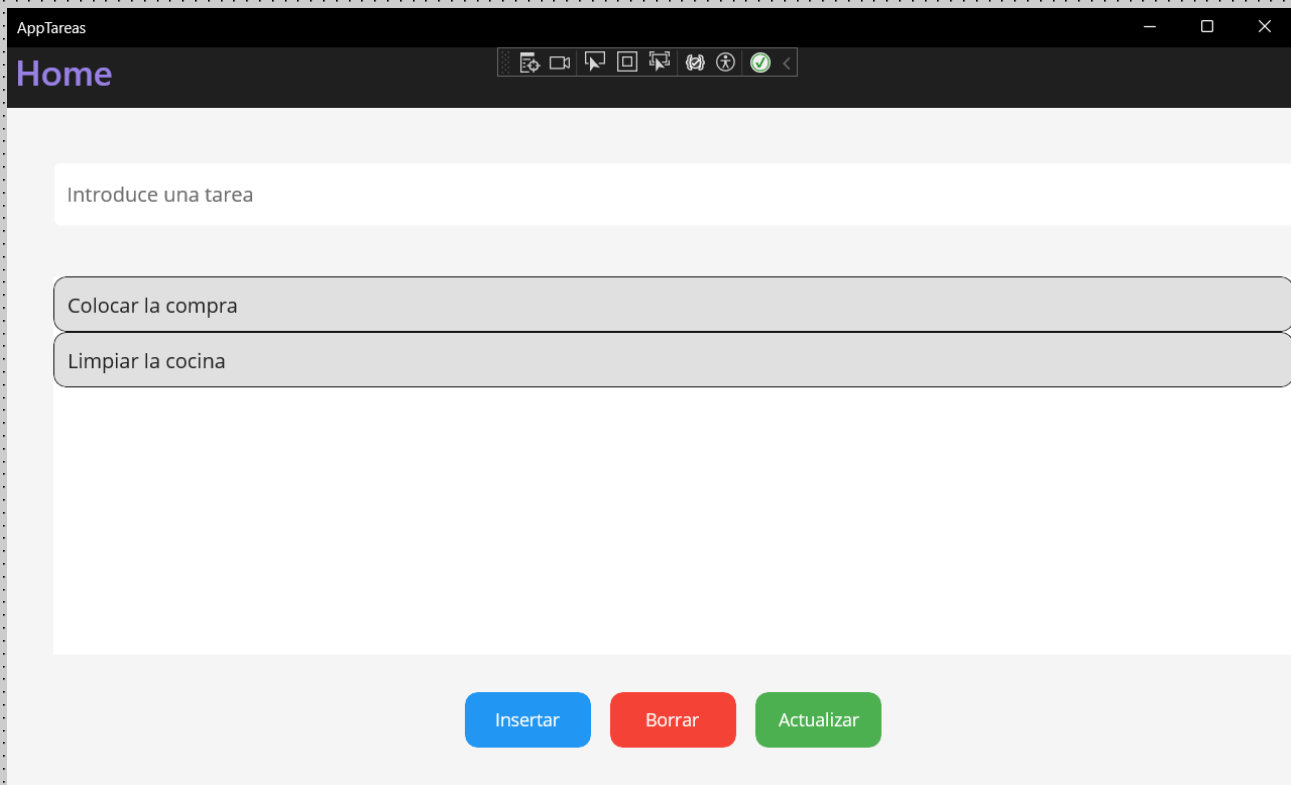 AppTareas
Home
Introduce una tarea
Colocar la compra
Limpiar la cocina
Insertar
Borrar
Actualizar